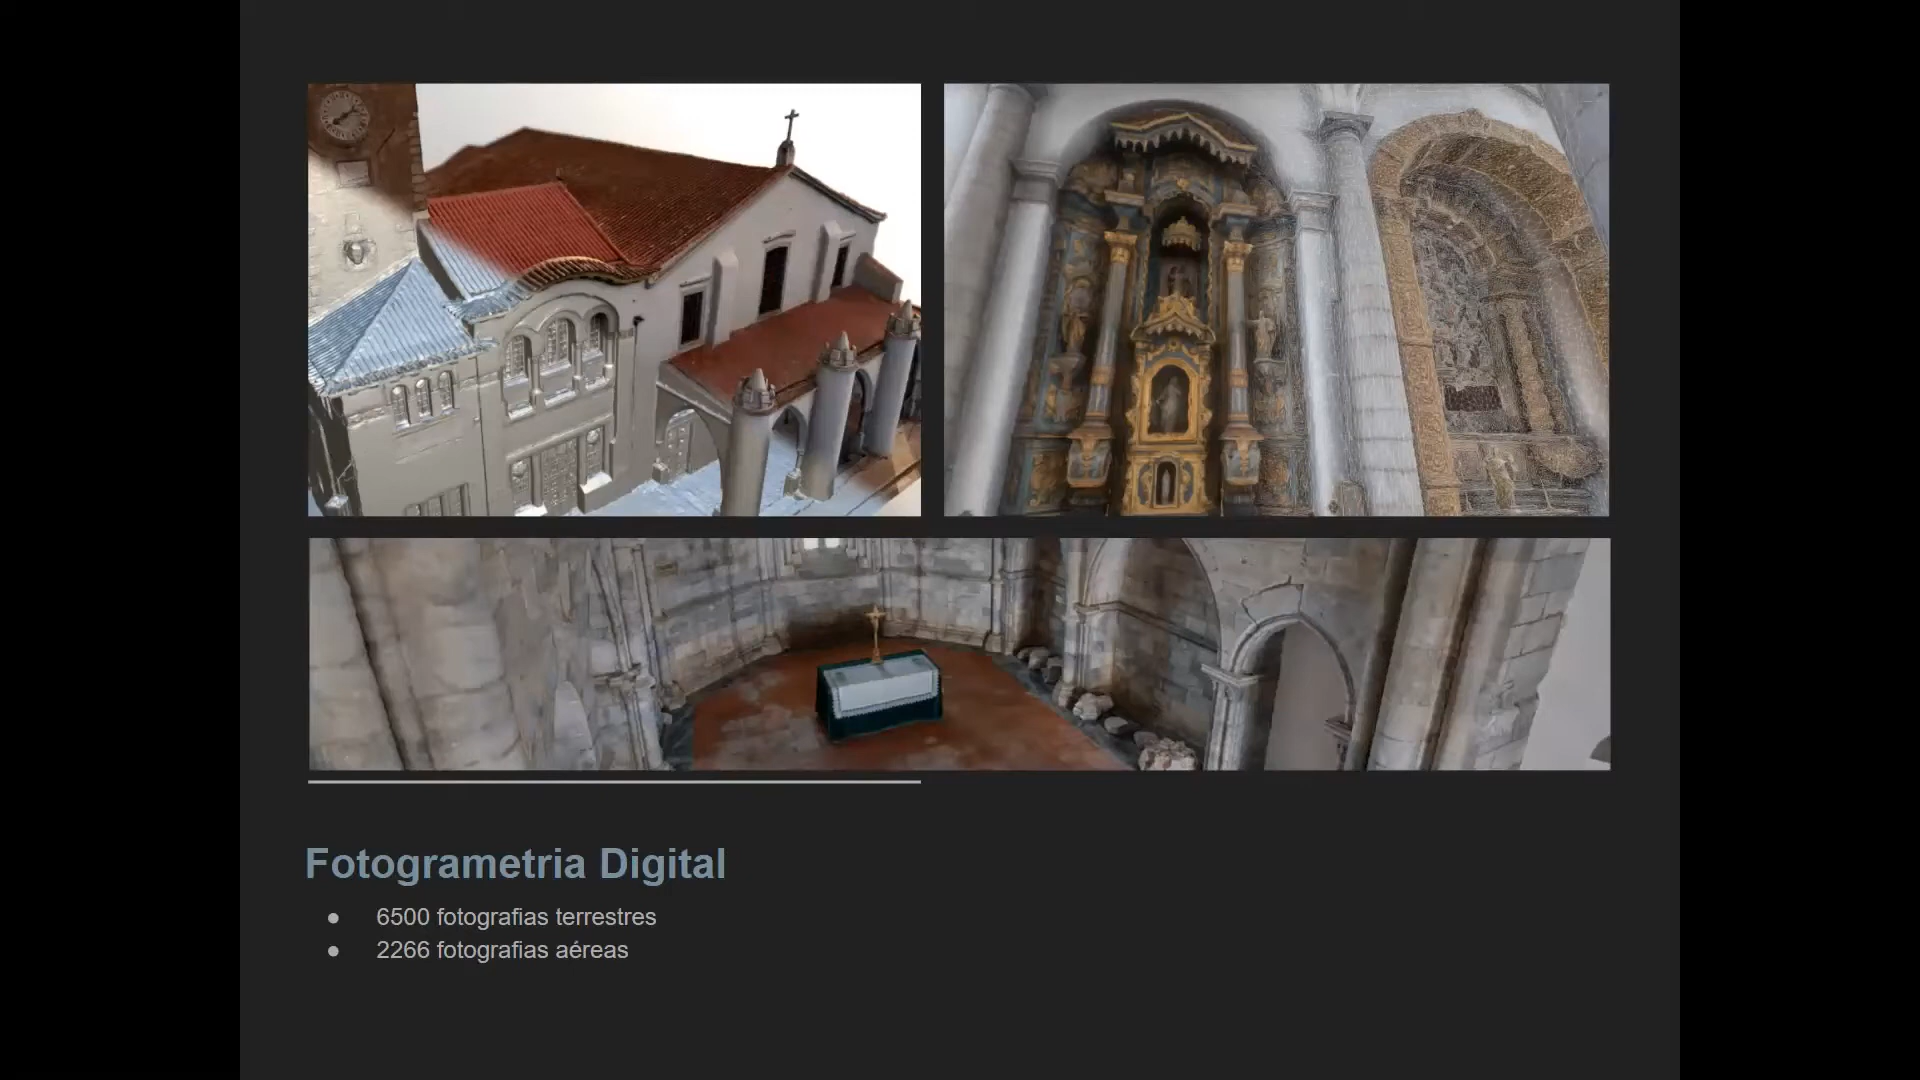 Fotogrametria Digital
● 6500 fotografias terrestres
● 2266 fotografias aéreas